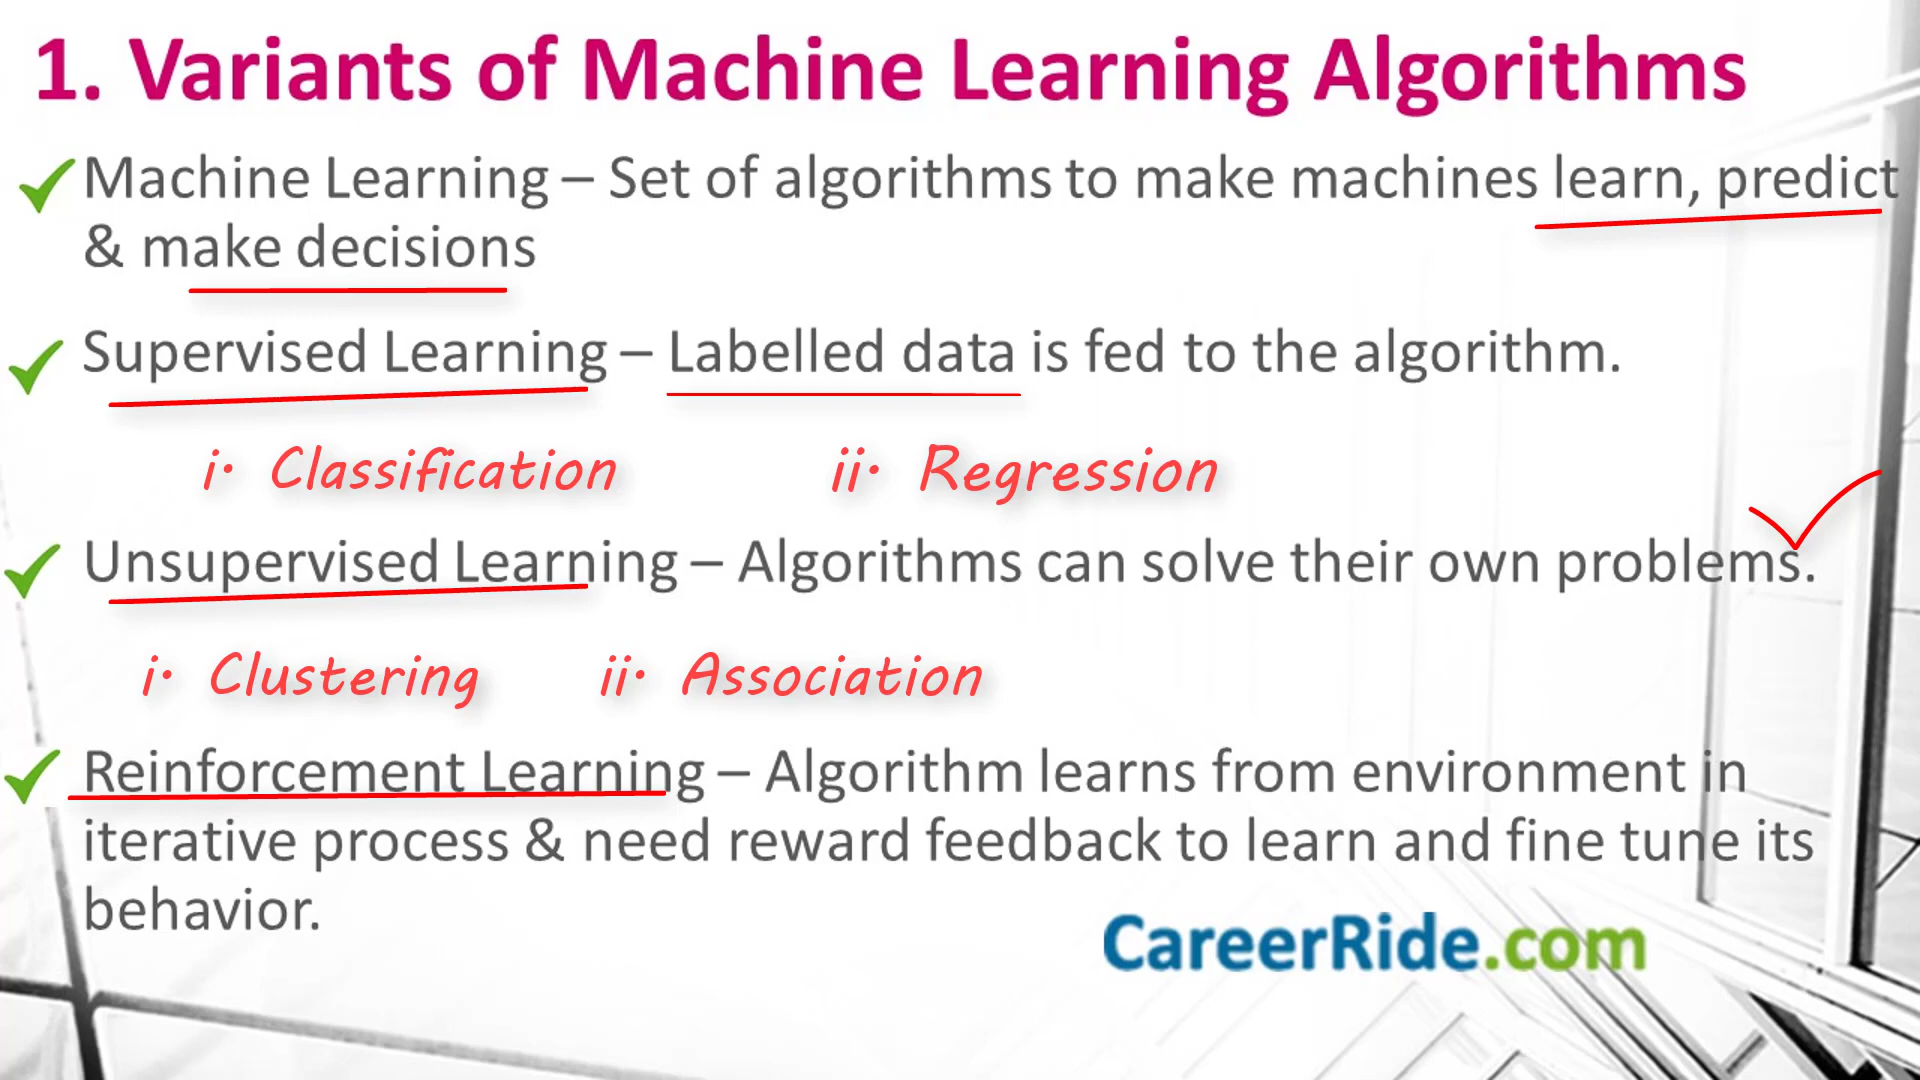 1. Variants of Machine Learning Algorithms
Machine Learning – Set of algorithms to make machines learn, predict
& make decisions
Supervised Learning – Labelled data is fed to the algorithm.
i. Classification ii. Regression
Unsupervised Learning – Algorithms can solve their own problems.
i. Clustering ii. Association
Reinforcement Learning – Algorithm learns from environment in
iterative process & need reward feedback to learn and fine tune its
behavior.
CareerRide.com